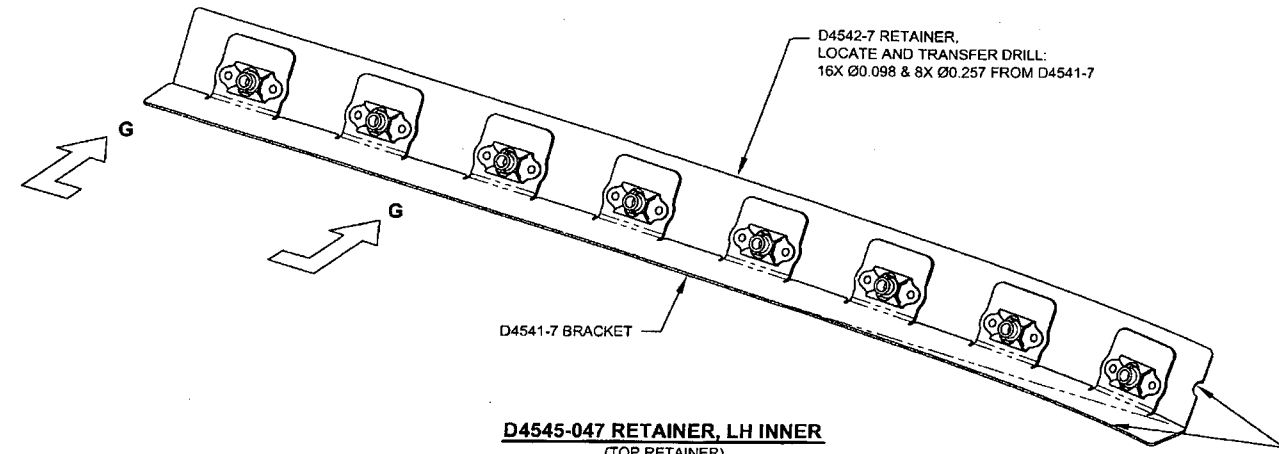 D4542-7 RETAINER,
LOCATE AND TRANSFER DRILL:
16X Ø0.098 & 8X Ø0.257 FROM D4541-7
G
G
D4541-7 BRACKET
D4545-047 RETAINER, LH INNER
(TOP RETAINER)